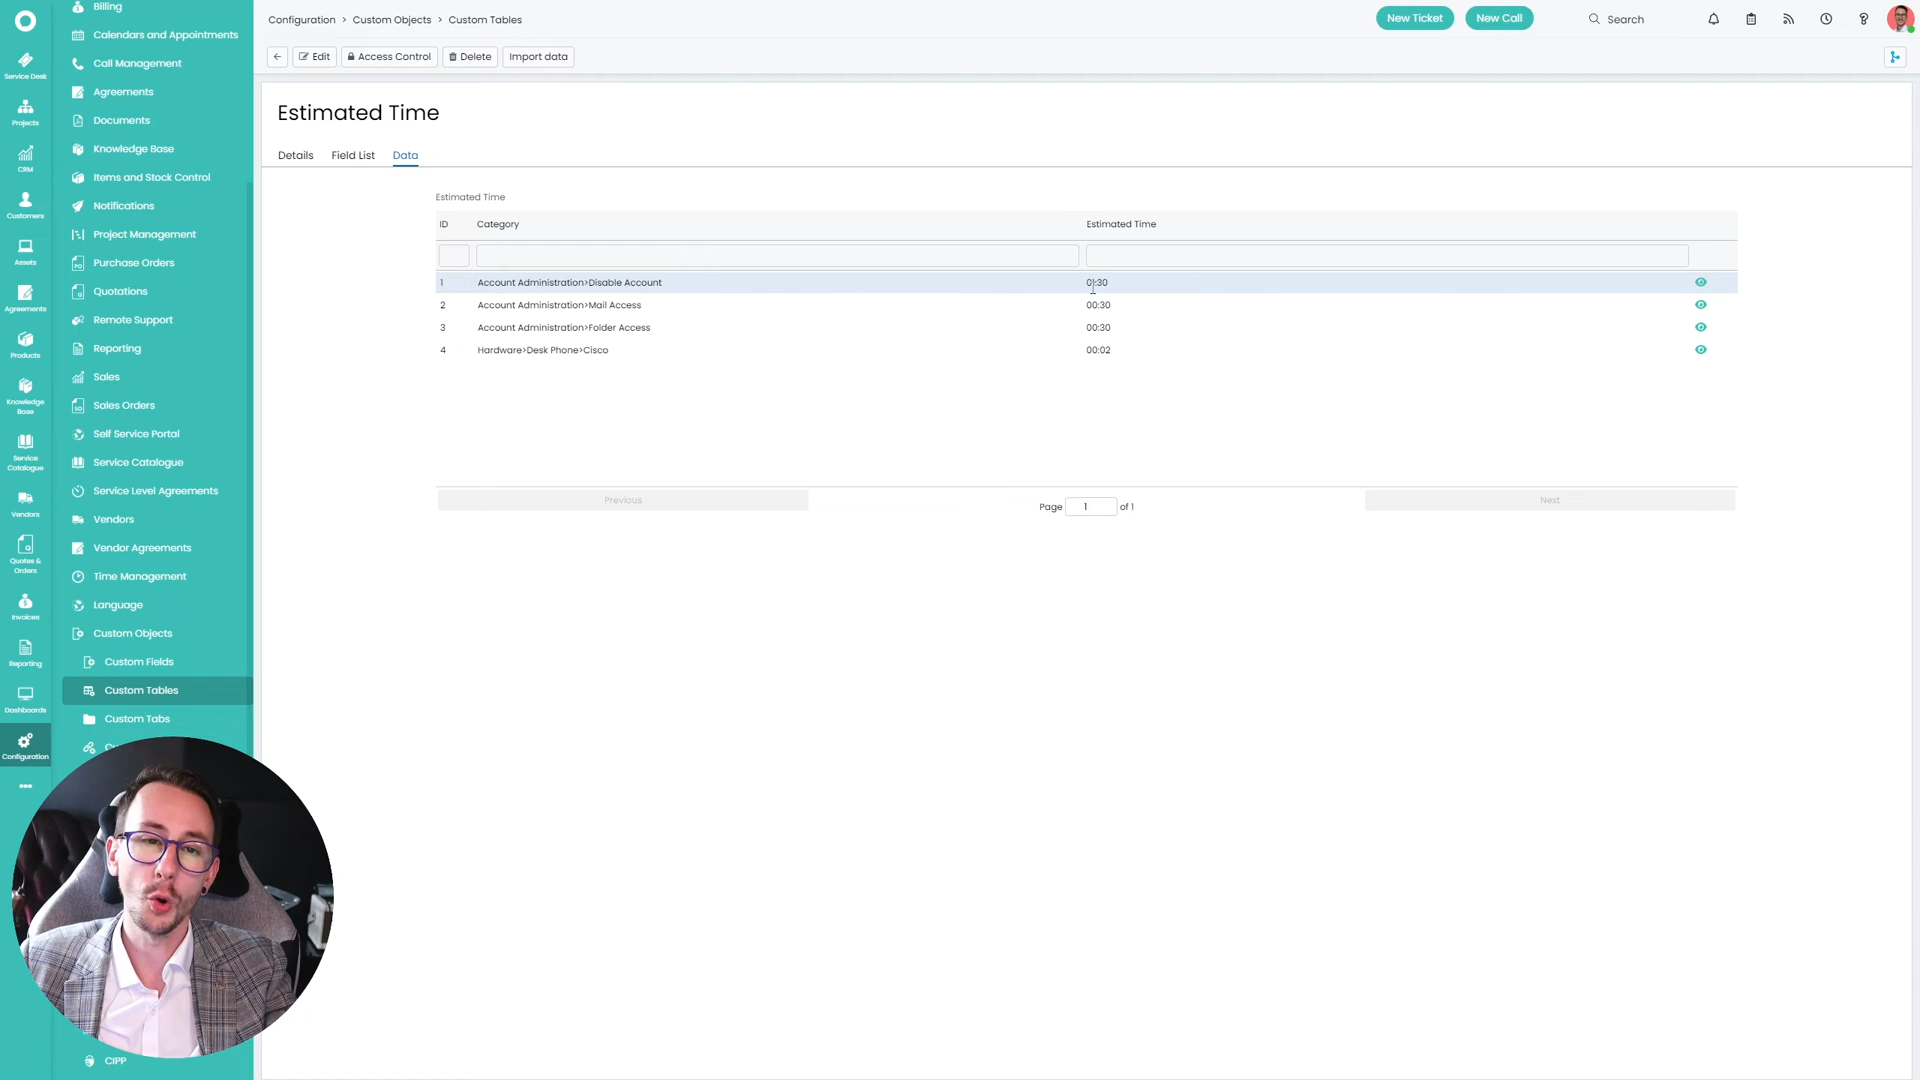 Configuration > Custom Objects > Custom Tables
New Ticket
New Call
Search
Edit
Access Control
Delete
Import data
Service Desk
Projects
CRM
Customers
Assets
Agreements
Products
Knowledge
Base
Service
Catalogue
Vendors
Quotes &
Orders
Invoices
Reporting
Dashboards
Configuration
Billing
Calendars and Appointments
Call Management
Agreements
Documents
Knowledge Base
Items and Stock Control
Notifications
Project Management
Purchase Orders
Quotations
Remote Support
Reporting
Sales
Sales Orders
Self Service Portal
Service Catalogue
Service Level Agreements
Vendors
Vendor Agreements
Time Management
Language
Custom Objects
Custom Fields
Custom Tables
Custom Tabs
CIPP
Estimated Time
Details Field List Data
Estimated Time
ID Category Estimated Time
1 Account Administration>Disable Account 01:30
2 Account Administration>Mail Access 00:30
3 Account Administration>Folder Access 00:30
4 Hardware>Desk Phone>Cisco 00:02
Previous Page 1 of 1 Next